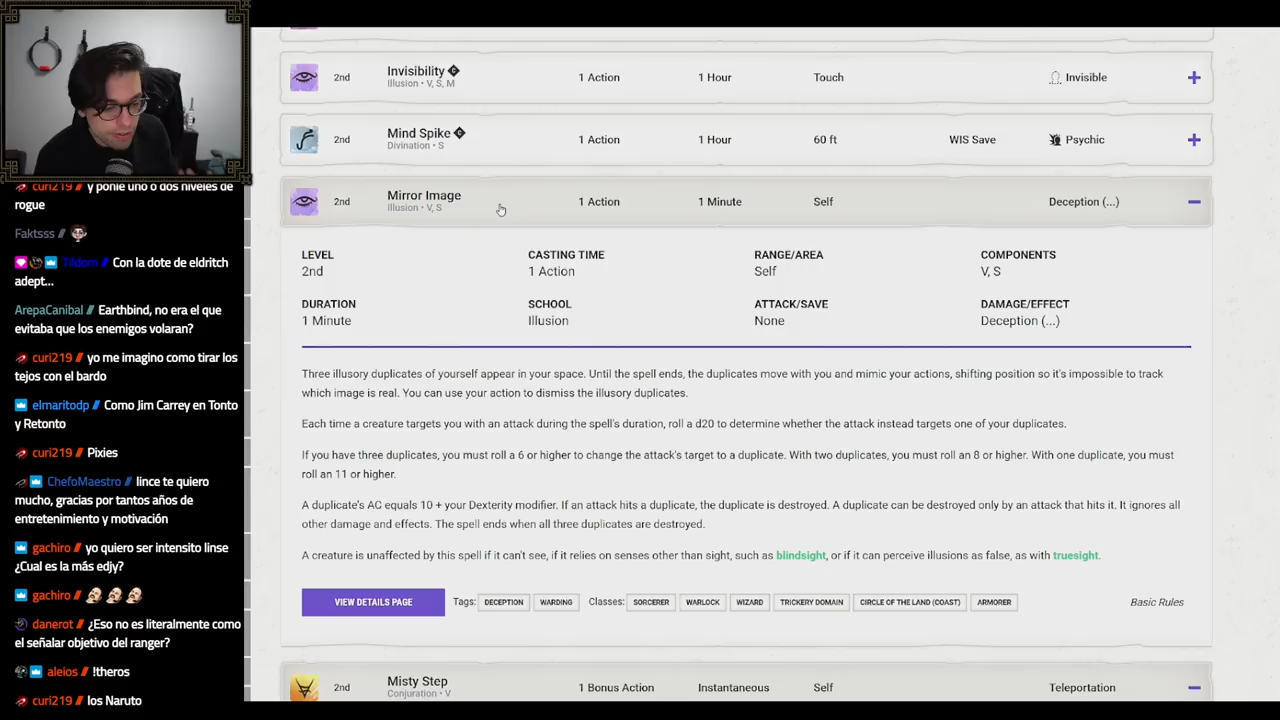 curi219 // y ponle uno o dos niveles de
rogue
Faktsss //
Tildom // Con la dote de eldritch
adept...
ArepaCanibal // Earthbind, no era el que
evitaba que los enemigos volaran?
curi219 // yo me imagino como tirar los
tejos con el bardo
elmaritodp // Como Jim Carrey en Tonto
y Retonto
curi219 // Pixies
ChefoMaestro // lince te quiero
mucho, gracias por tantos años de
entretenimiento y motivación
gachiro // yo quiero ser intensito linse
¿Cual es la más edjy?
gachiro //
danerot // ¿Eso no es literalmente como
el señalar objetivo del ranger?
aleios // !theros
curi219 // los Naruto
2nd Invisibility 1 Action 1 Hour Touch Invisible +
Illusion • V, S, M
2nd Mind Spike 1 Action 1 Hour 60 ft WIS Save Psychic +
Divination • S
2nd Mirror Image 1 Action 1 Minute Self Deception (...) −
Illusion • V, S
LEVEL CASTING TIME RANGE/AREA COMPONENTS
2nd 1 Action Self V, S
DURATION SCHOOL ATTACK/SAVE DAMAGE/EFFECT
1 Minute Illusion None Deception (...)
Three illusory duplicates of yourself appear in your space. Until the spell ends, the duplicates move with you and mimic your actions, shifting position so it's impossible to track
which image is real. You can use your action to dismiss the illusory duplicates.
Each time a creature targets you with an attack during the spell's duration, roll a d20 to determine whether the attack instead targets one of your duplicates.
If you have three duplicates, you must roll a 6 or higher to change the attack's target to a duplicate. With two duplicates, you must roll an 8 or higher. With one duplicate, you must
roll an 11 or higher.
A duplicate's AC equals 10 + your Dexterity modifier. If an attack hits a duplicate, the duplicate is destroyed. A duplicate can be destroyed only by an attack that hits it. It ignores all
other damage and effects. The spell ends when all three duplicates are destroyed.
A creature is unaffected by this spell if it can't see, if it relies on senses other than sight, such as blindsight, or if it can perceive illusions as false, as with truesight.
VIEW DETAILS PAGE Tags: DECEPTION WARDING Classes: SORCERER WARLOCK WIZARD TRICKERY DOMAIN CIRCLE OF THE LAND (COAST) ARMORER Basic Rules
2nd Misty Step 1 Bonus Action Instantaneous Self Teleportation −
Conjuration • V